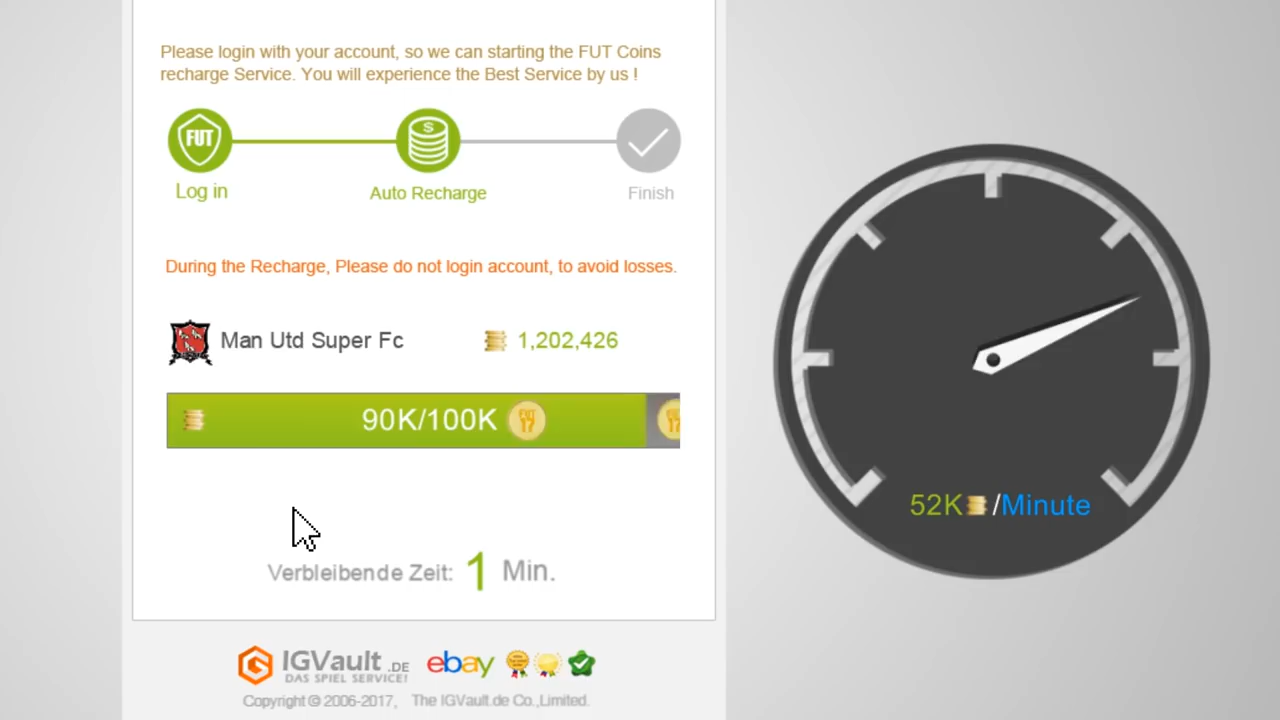 Please login with your account, so we can starting the FUT Coins
recharge Service. You will experience the Best Service by us !
FUT
$
Log in
Auto Recharge
Finish
During the Recharge, Please do not login account, to avoid losses.
Man Utd Super Fc 1,202,426
90K/100K FUT 17
52K/Minute
Verbleibende Zeit: 1 Min.
IGVault.DE ebay
DAS SPIEL SERVICE!
Copyright © 2006-2017, The IGVault.de Co.,Limited.